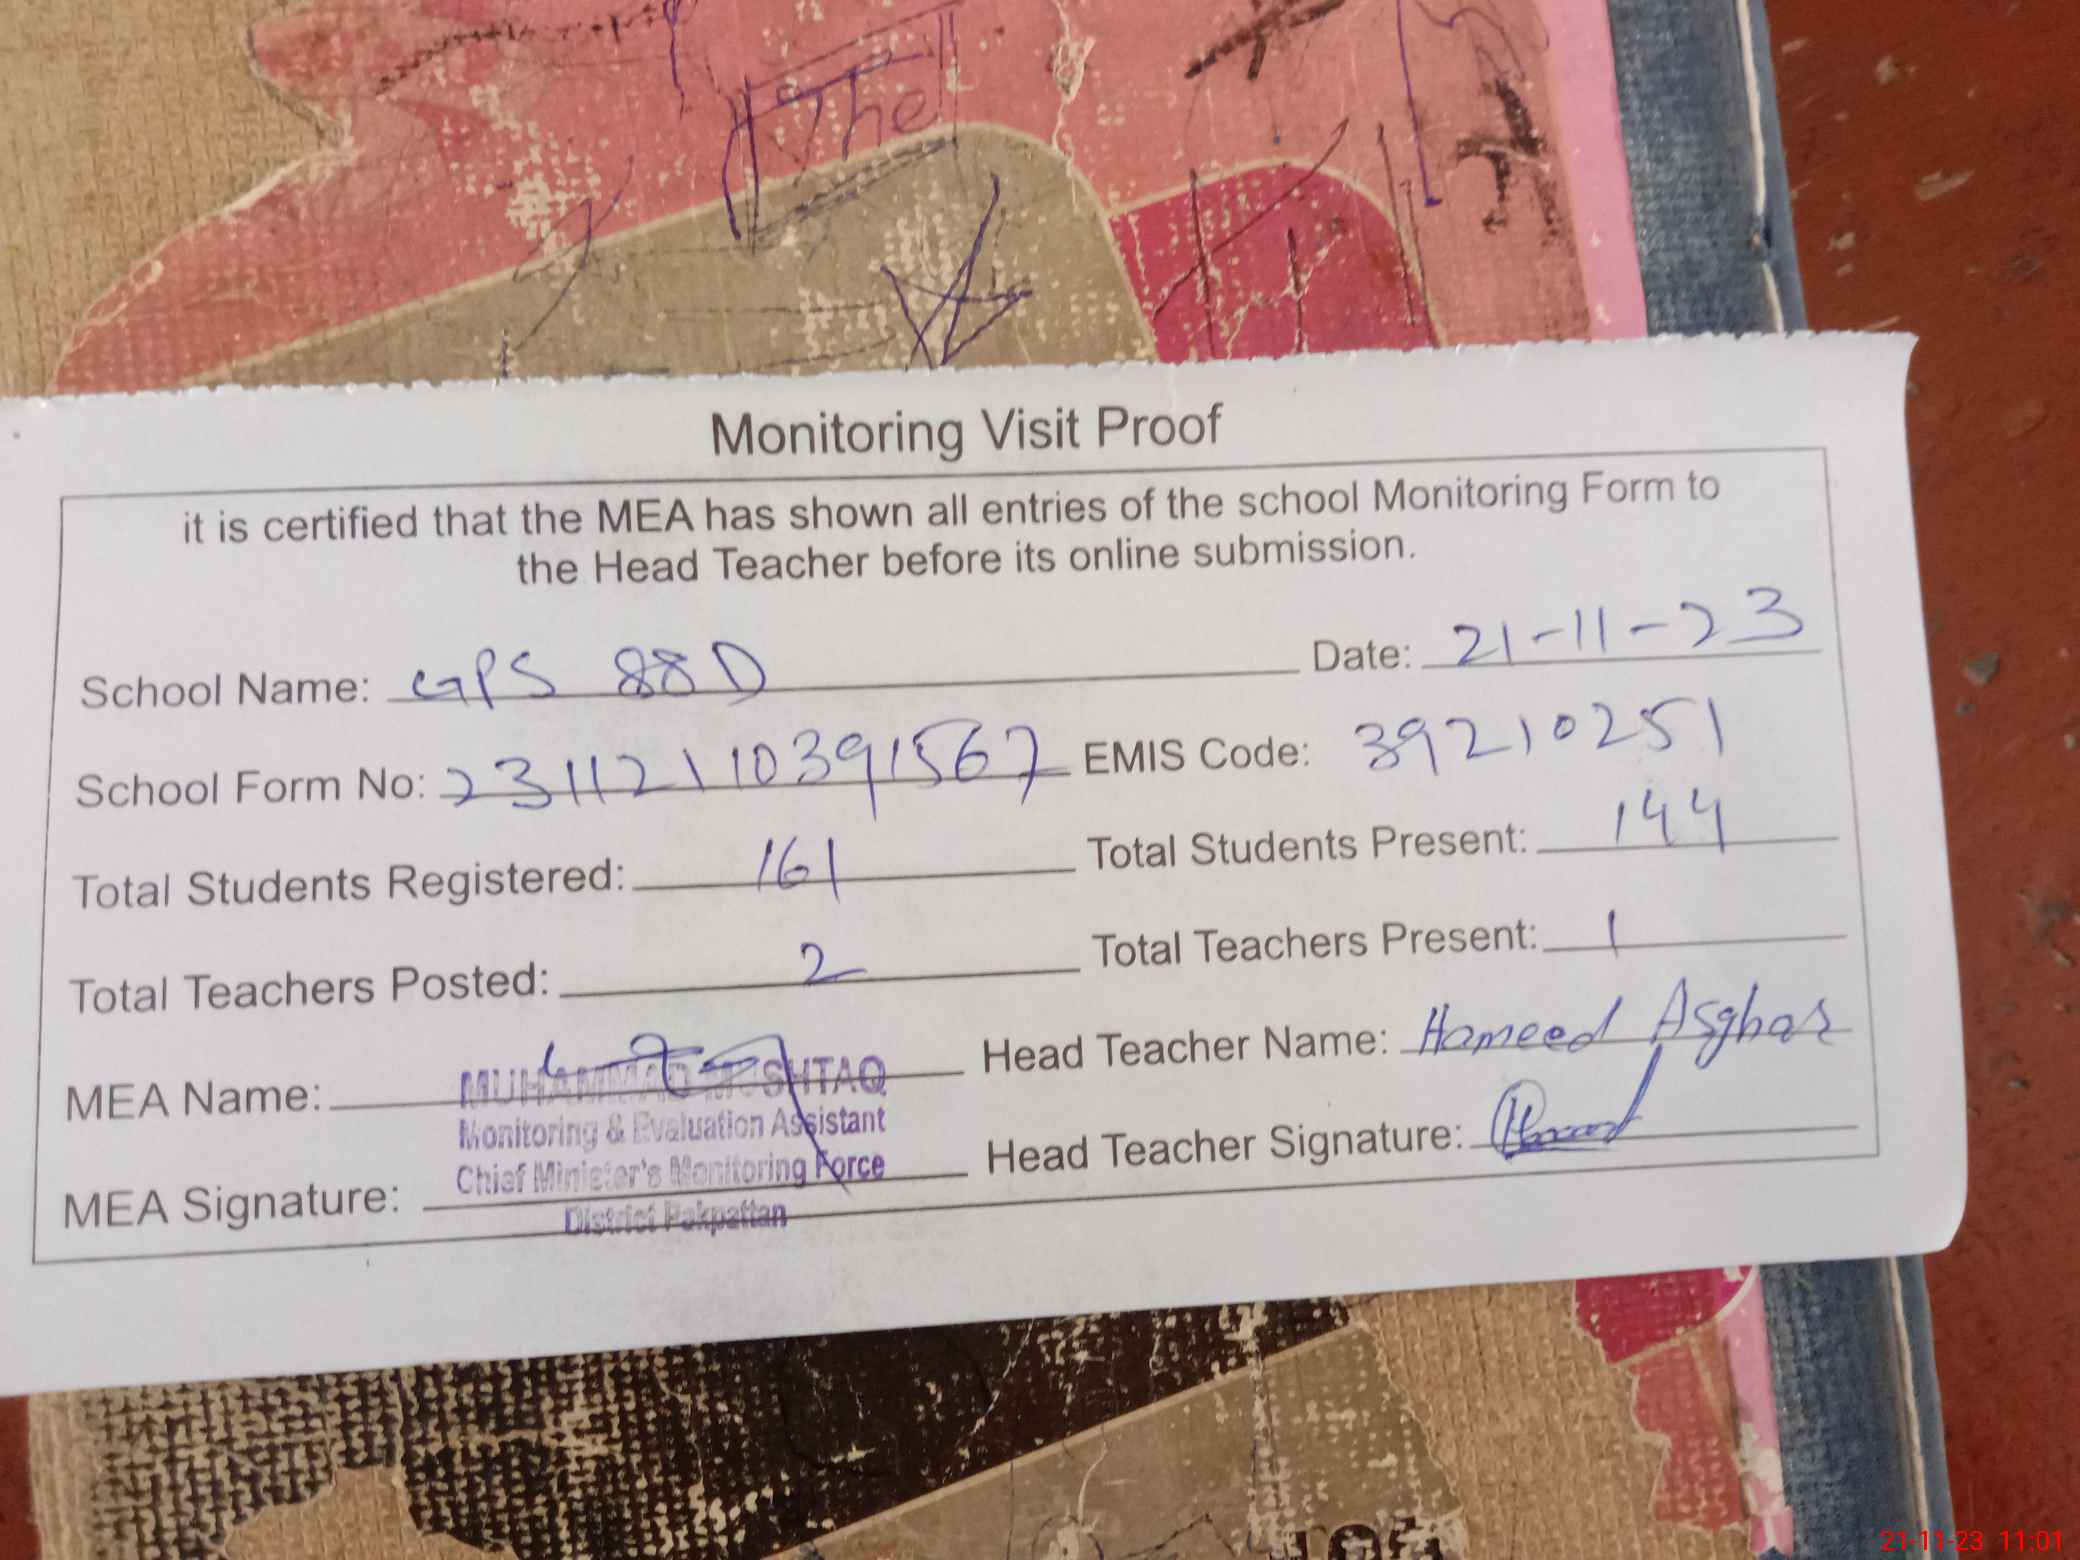 The
Monitoring Visit Proof
it is certified that the MEA has shown all entries of the school Monitoring Form to
the Head Teacher before its online submission.
School Name: GPS 88 D Date: 21-11-23
School Form No: 23112110391567 EMIS Code: 39210251
Total Students Registered: 161 Total Students Present: 144
Total Teachers Posted: 2 Total Teachers Present: 1
MEA Name: MUHAMMAD MUSHTAQ Head Teacher Name: Hameed Asghar
Monitoring & Evaluation Assistant
MEA Signature: Chief Minister's Monitoring Force Head Teacher Signature:
District Pakpattan
21-11-23 11:01